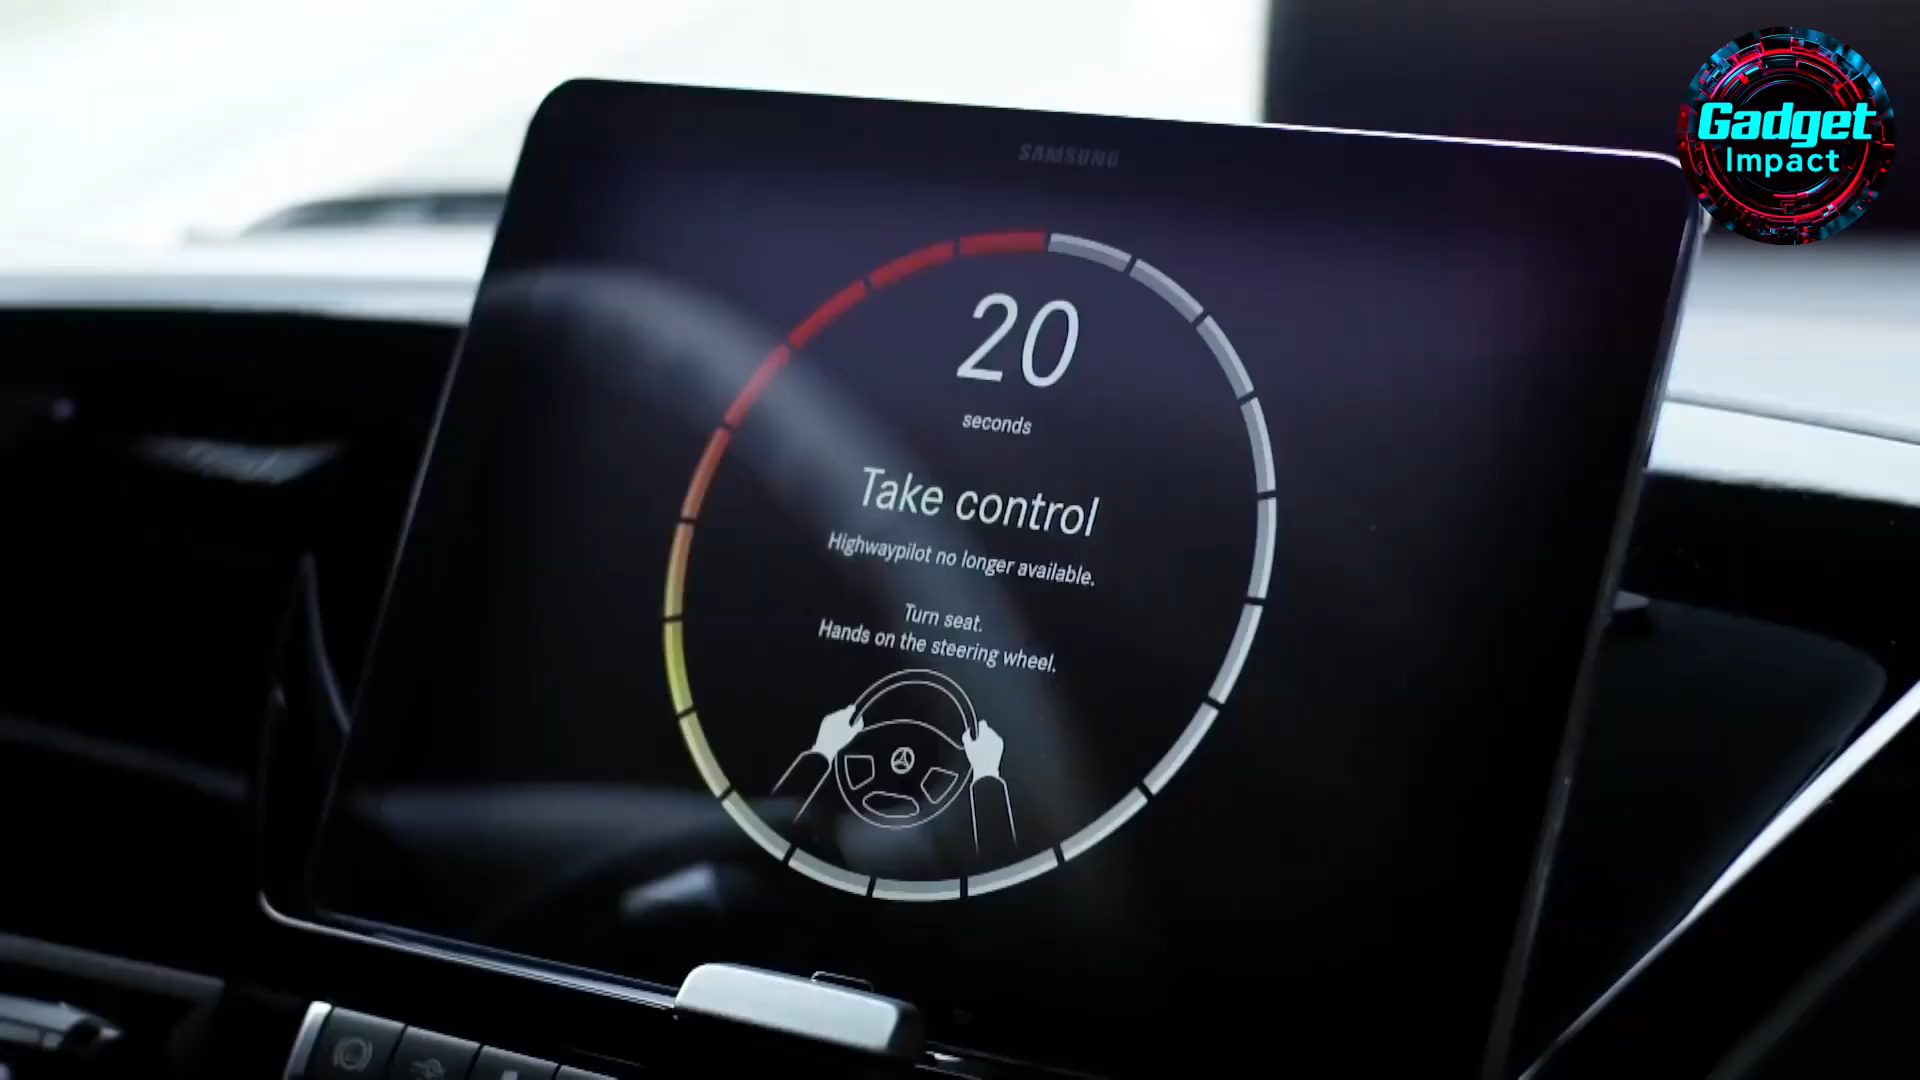 Gadget
Impact
SAMSUNG
20
seconds
Take control
Highwaypilot no longer available.
Turn seat.
Hands on the steering wheel.